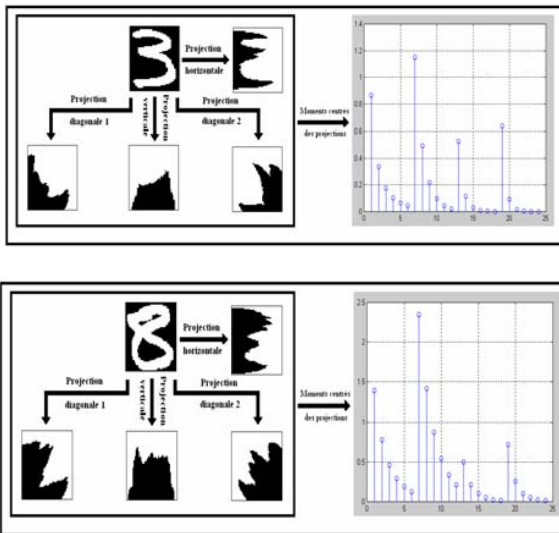 3
Projection
horizontale
Projection
diagonale 1
Projection
verticale
Projection
diagonale 2
Moments centrés
des projections
1.4
1.2
1
0.8
0.6
0.4
0.2
0
0 5 10 15 20 25
8
Projection
horizontale
Projection
diagonale 1
Projection
verticale
Projection
diagonale 2
Moments centrés
des projections
2.5
2
1.5
1
0.5
0
0 5 10 15 20 25